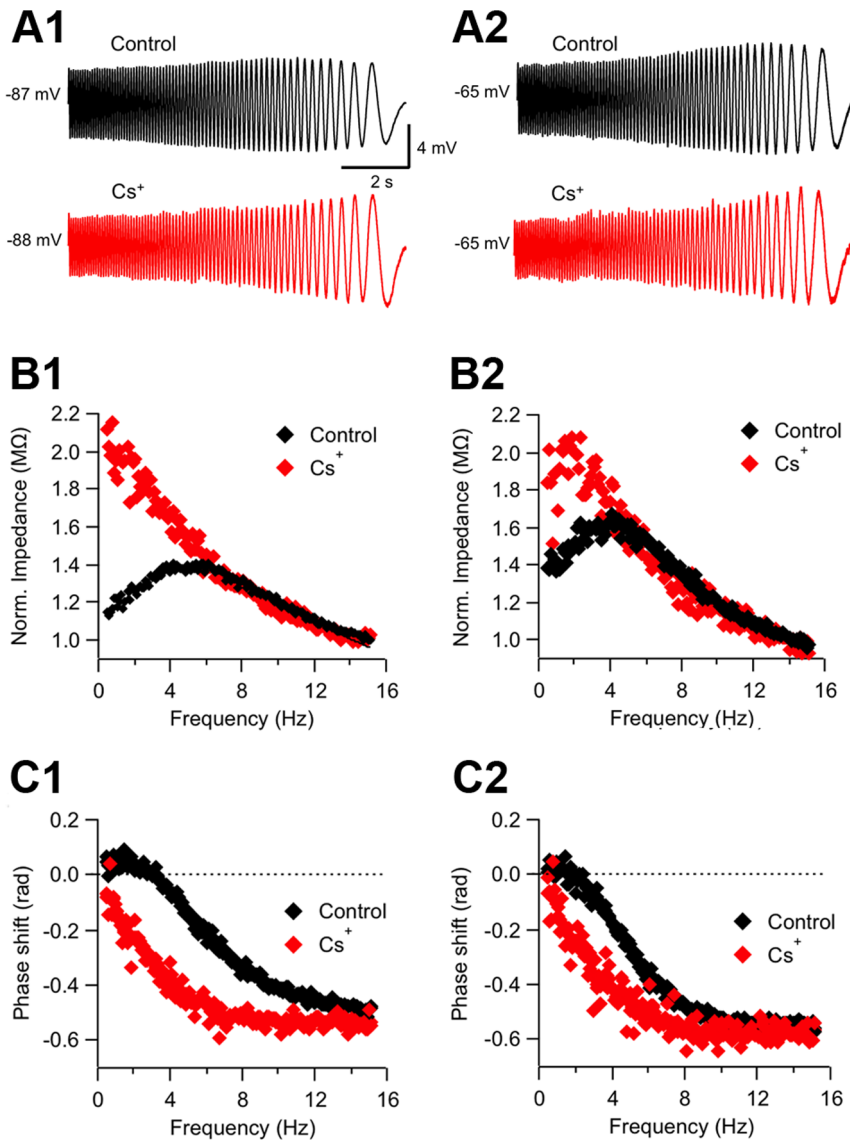 A1
A2
Control
Control
-87 mV
-65 mV
4 mV
2 s
Cs+
Cs+
-88 mV
-65 mV
B1
B2
Norm. Impedance (MΩ)
2.2
2.0
1.8
1.6
1.4
1.2
1.0
Control
Cs+
0 4 8 12 16
Frequency (Hz)
Norm. Impedance (MΩ)
2.2
2.0
1.8
1.6
1.4
1.2
1.0
Control
Cs+
0 4 8 12 16
Frequency (Hz)
C1
C2
Phase shift (rad)
0.2
0.0
-0.2
-0.4
-0.6
Control
Cs+
0 4 8 12 16
Frequency (Hz)
Phase shift (rad)
0.2
0.0
-0.2
-0.4
-0.6
Control
Cs+
0 4 8 12 16
Frequency (Hz)